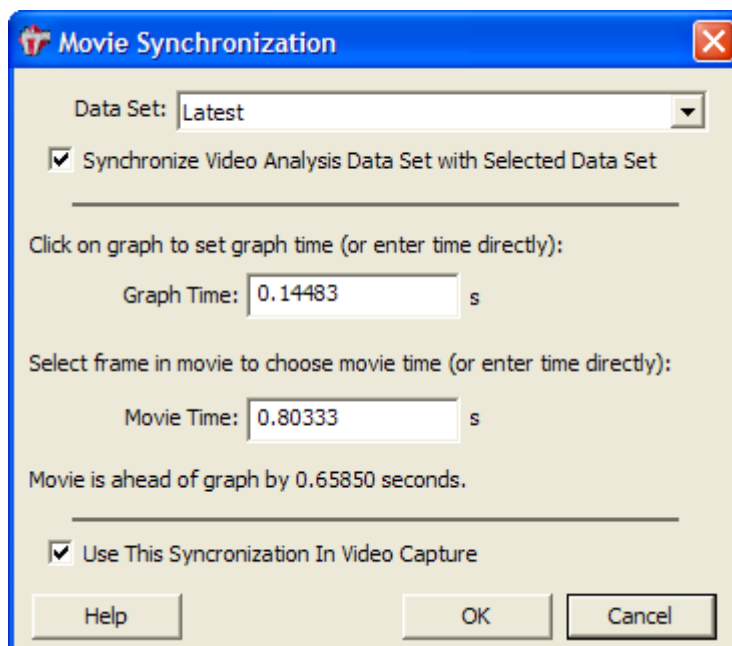 Movie Synchronization
Data Set: Latest
Synchronize Video Analysis Data Set with Selected Data Set
Click on graph to set graph time (or enter time directly):
Graph Time: 0.14483 s
Select frame in movie to choose movie time (or enter time directly):
Movie Time: 0.80333 s
Movie is ahead of graph by 0.65850 seconds.
Use This Syncronization In Video Capture
Help OK Cancel